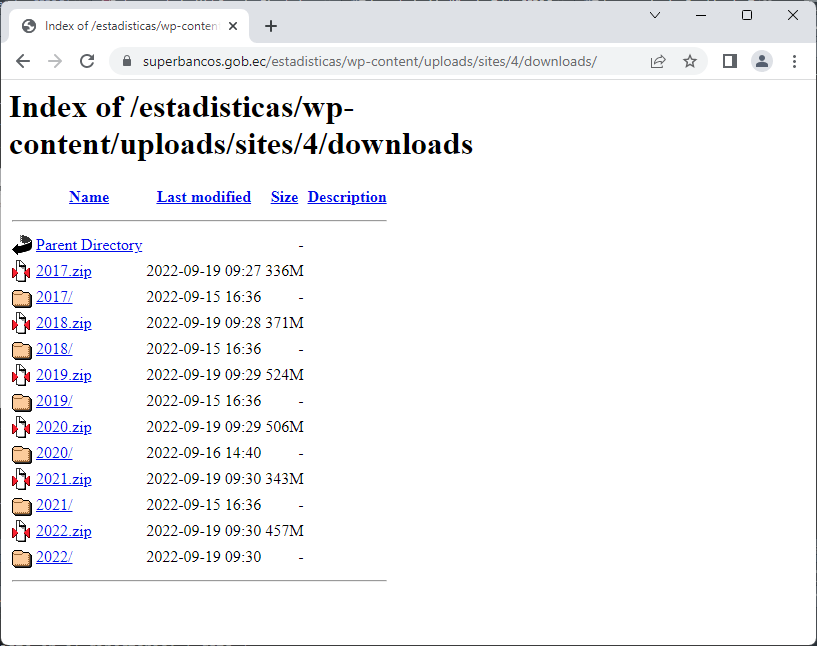 Index of /estadisticas/wp-conten
superbancos.gob.ec/estadisticas/wp-content/uploads/sites/4/downloads/
Index of /estadisticas/wp-
content/uploads/sites/4/downloads
Name Last modified Size Description
Parent Directory -
2017.zip 2022-09-19 09:27 336M
2017/ 2022-09-15 16:36 -
2018.zip 2022-09-19 09:28 371M
2018/ 2022-09-15 16:36 -
2019.zip 2022-09-19 09:29 524M
2019/ 2022-09-15 16:36 -
2020.zip 2022-09-19 09:29 506M
2020/ 2022-09-16 14:40 -
2021.zip 2022-09-19 09:30 343M
2021/ 2022-09-15 16:36 -
2022.zip 2022-09-19 09:30 457M
2022/ 2022-09-19 09:30 -